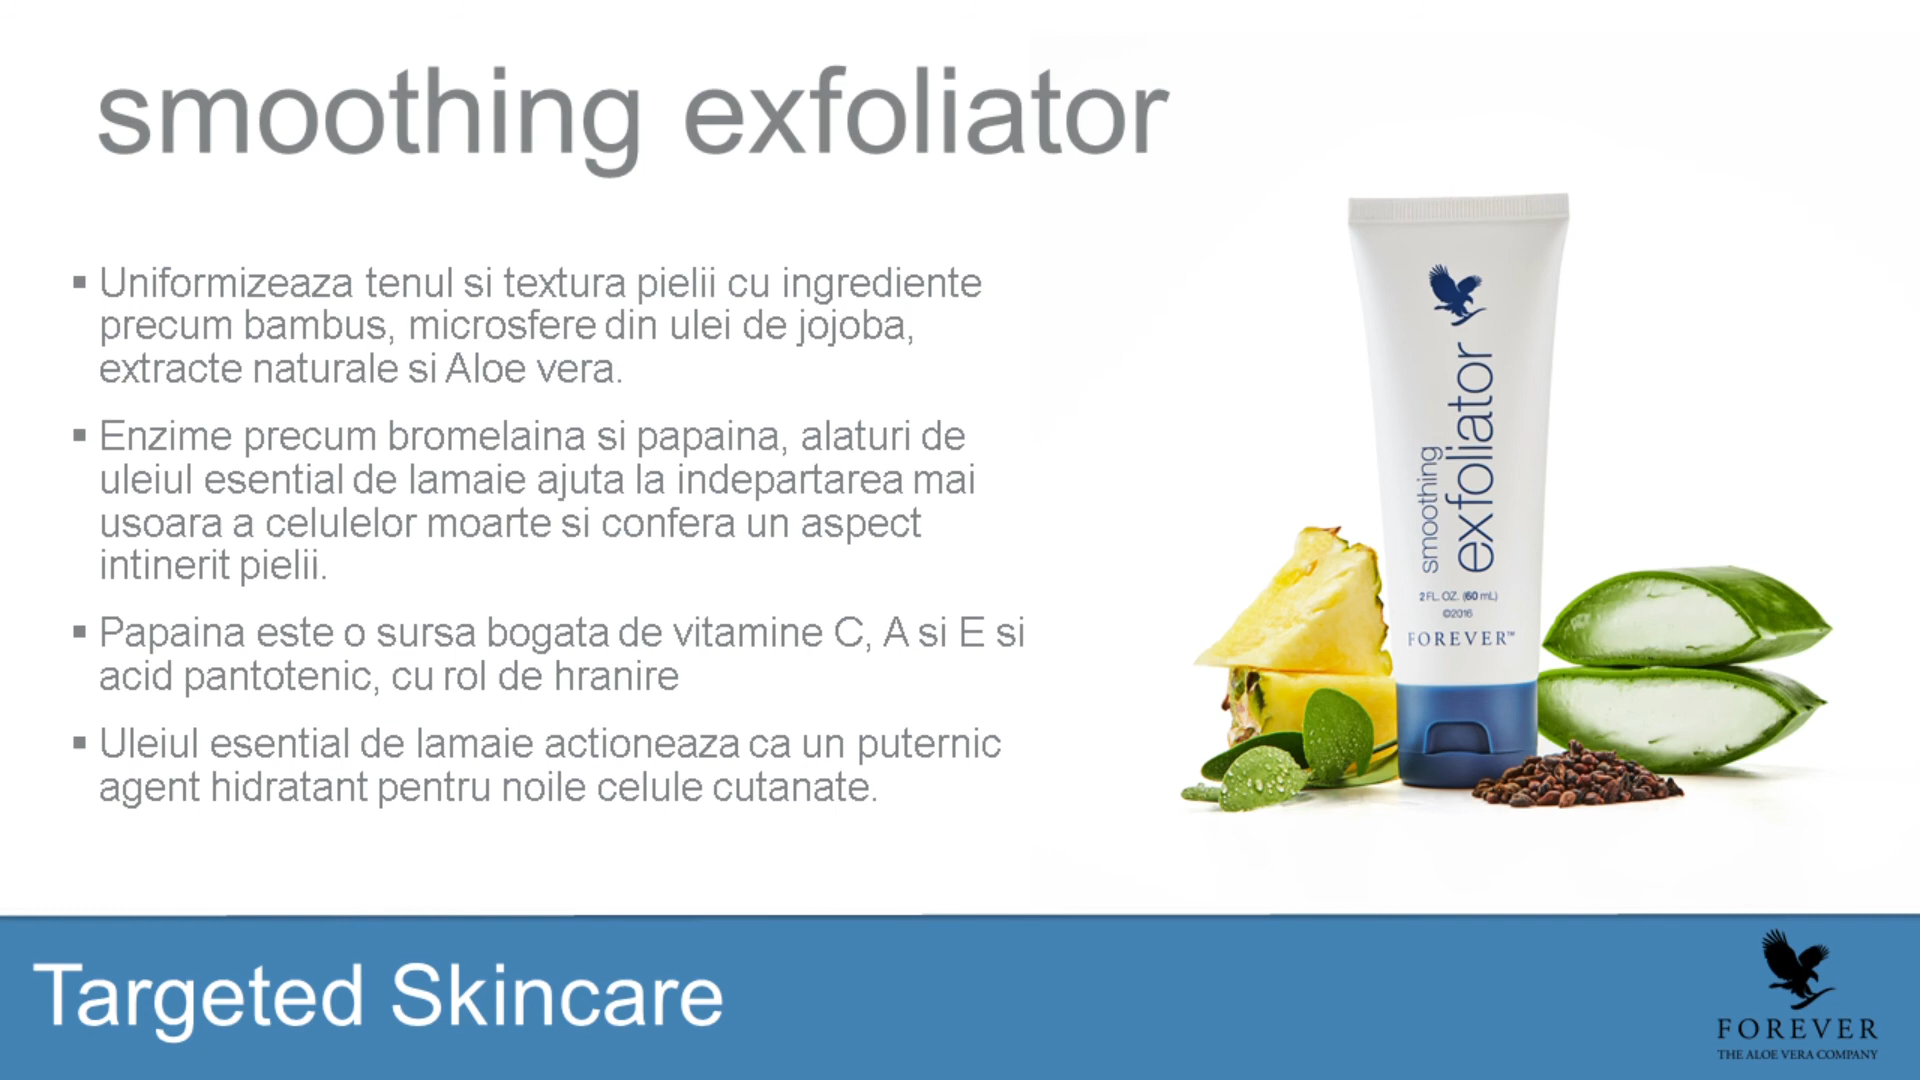 smoothing exfoliator
▪ Uniformizeaza tenul si textura pielii cu ingrediente
precum bambus, microsfere din ulei de jojoba,
extracte naturale si Aloe vera.
▪ Enzime precum bromelaina si papaina, alaturi de
uleiul esential de lamaie ajuta la indepartarea mai
usoara a celulelor moarte si confera un aspect
intinerit pielii.
▪ Papaina este o sursa bogata de vitamine C, A si E si
acid pantotenic, cu rol de hranire
▪ Uleiul esential de lamaie actioneaza ca un puternic
agent hidratant pentru noile celule cutanate.
smoothing
exfoliator
2 FL. OZ. (60 mL)
©2016
FOREVER™
Targeted Skincare
FOREVER
THE ALOE VERA COMPANY